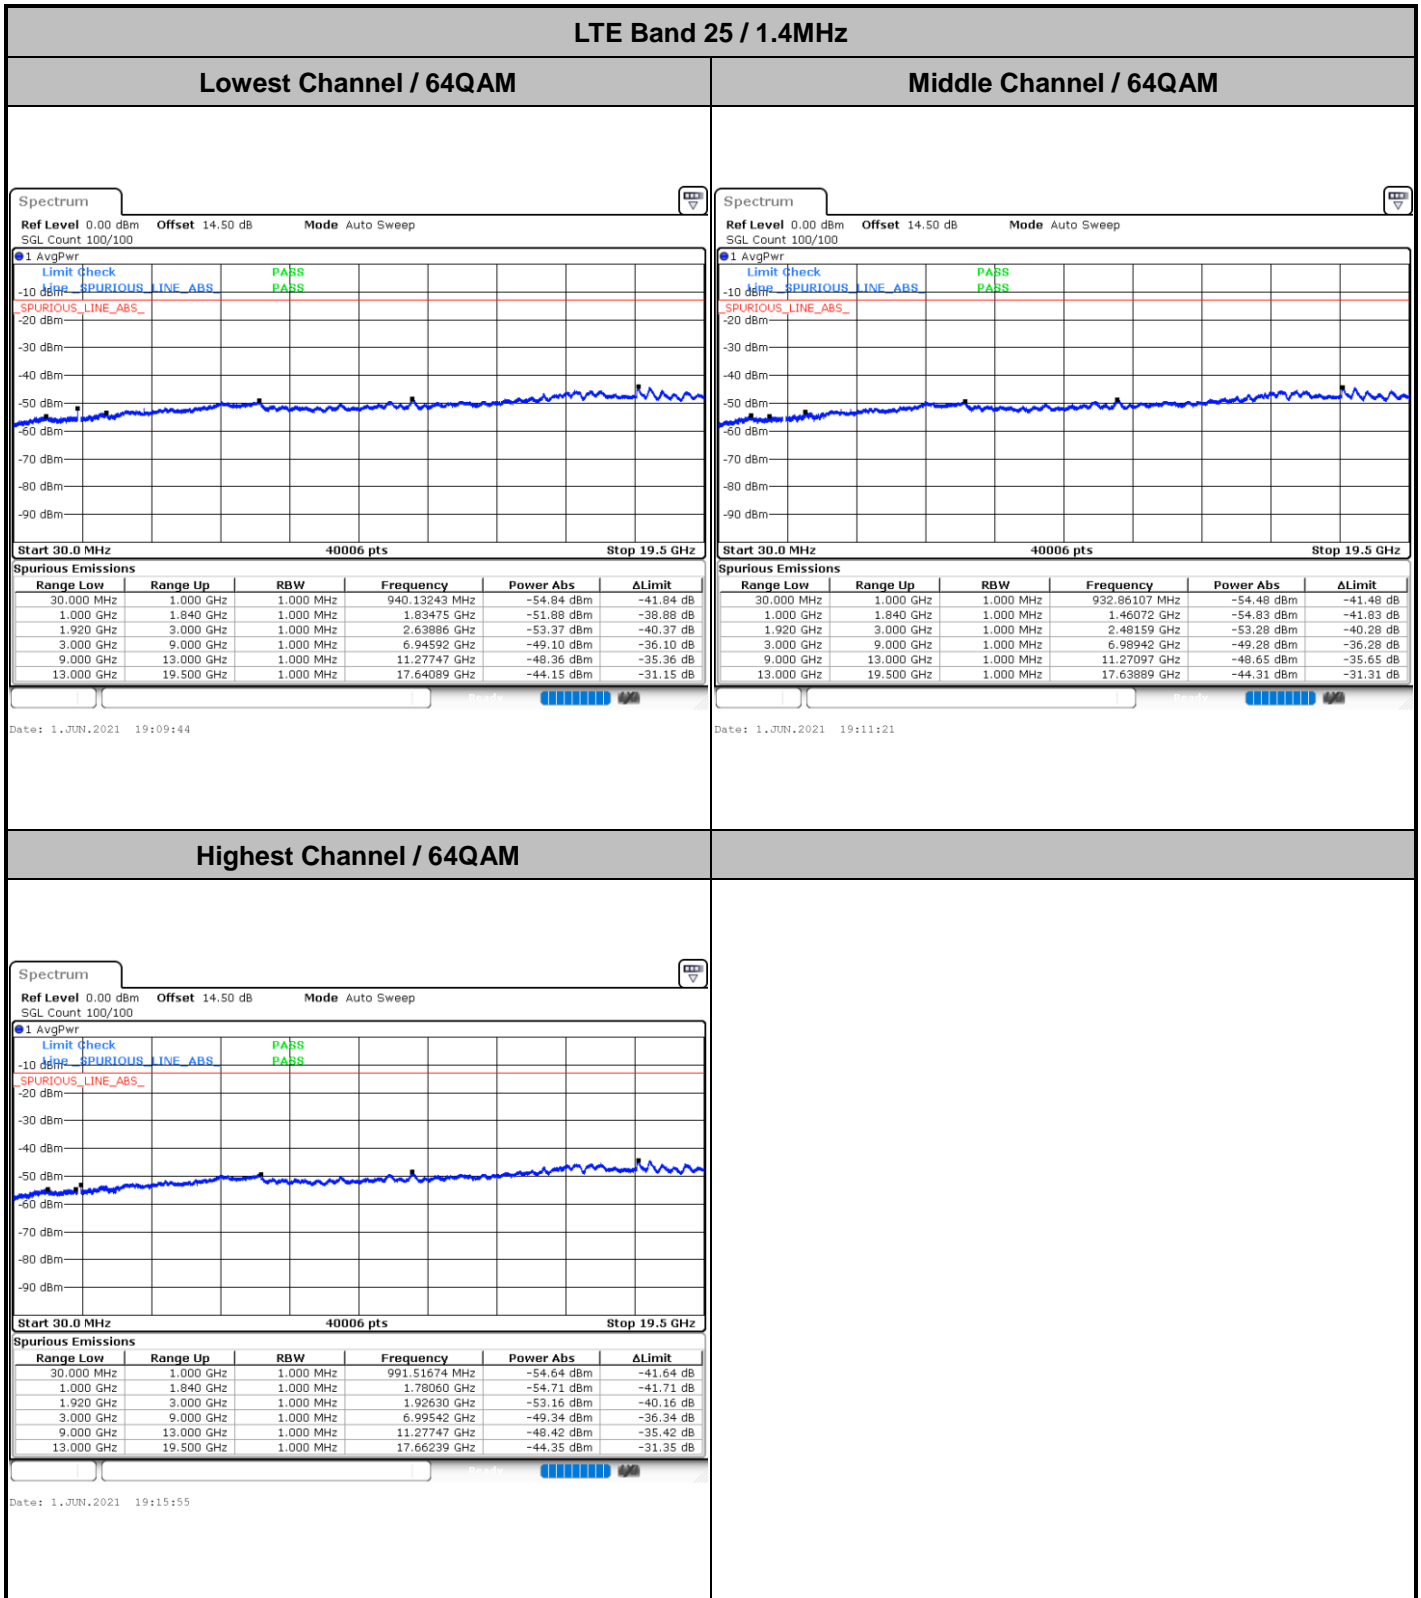 LTE Band 25 / 1.4MHz
Lowest Channel / 64QAM
Middle Channel / 64QAM
Spectrum
Ref Level 0.00 dBm Offset 14.50 dB Mode Auto Sweep
SGL Count 100/100
1 AvgPwr
Limit Check PASS
Line _SPURIOUS_LINE_ABS_ PASS
-10 dBm
_SPURIOUS_LINE_ABS_
-20 dBm
-30 dBm
-40 dBm
-50 dBm
-60 dBm
-70 dBm
-80 dBm
-90 dBm
Start 30.0 MHz 40006 pts Stop 19.5 GHz
Spurious Emissions
Range Low Range Up RBW Frequency Power Abs ΔLimit
30.000 MHz 1.000 GHz 1.000 MHz 940.13243 MHz -54.84 dBm -41.84 dB
1.000 GHz 1.840 GHz 1.000 MHz 1.83475 GHz -51.88 dBm -38.88 dB
1.920 GHz 3.000 GHz 1.000 MHz 2.63886 GHz -53.37 dBm -40.37 dB
3.000 GHz 9.000 GHz 1.000 MHz 6.94592 GHz -49.10 dBm -36.10 dB
9.000 GHz 13.000 GHz 1.000 MHz 11.27747 GHz -48.36 dBm -35.36 dB
13.000 GHz 19.500 GHz 1.000 MHz 17.64089 GHz -44.15 dBm -31.15 dB
Date: 1.JUN.2021 19:09:44
Spectrum
Ref Level 0.00 dBm Offset 14.50 dB Mode Auto Sweep
SGL Count 100/100
1 AvgPwr
Limit Check PASS
Line _SPURIOUS_LINE_ABS_ PASS
-10 dBm
_SPURIOUS_LINE_ABS_
-20 dBm
-30 dBm
-40 dBm
-50 dBm
-60 dBm
-70 dBm
-80 dBm
-90 dBm
Start 30.0 MHz 40006 pts Stop 19.5 GHz
Spurious Emissions
Range Low Range Up RBW Frequency Power Abs ΔLimit
30.000 MHz 1.000 GHz 1.000 MHz 932.86107 MHz -54.48 dBm -41.48 dB
1.000 GHz 1.840 GHz 1.000 MHz 1.46072 GHz -54.83 dBm -41.83 dB
1.920 GHz 3.000 GHz 1.000 MHz 2.48159 GHz -53.28 dBm -40.28 dB
3.000 GHz 9.000 GHz 1.000 MHz 6.98942 GHz -49.28 dBm -36.28 dB
9.000 GHz 13.000 GHz 1.000 MHz 11.27097 GHz -48.65 dBm -35.65 dB
13.000 GHz 19.500 GHz 1.000 MHz 17.63889 GHz -44.31 dBm -31.31 dB
Date: 1.JUN.2021 19:11:21
Highest Channel / 64QAM
Spectrum
Ref Level 0.00 dBm Offset 14.50 dB Mode Auto Sweep
SGL Count 100/100
1 AvgPwr
Limit Check PASS
Line _SPURIOUS_LINE_ABS_ PASS
-10 dBm
_SPURIOUS_LINE_ABS_
-20 dBm
-30 dBm
-40 dBm
-50 dBm
-60 dBm
-70 dBm
-80 dBm
-90 dBm
Start 30.0 MHz 40006 pts Stop 19.5 GHz
Spurious Emissions
Range Low Range Up RBW Frequency Power Abs ΔLimit
30.000 MHz 1.000 GHz 1.000 MHz 991.51674 MHz -54.64 dBm -41.64 dB
1.000 GHz 1.840 GHz 1.000 MHz 1.78060 GHz -54.71 dBm -41.71 dB
1.920 GHz 3.000 GHz 1.000 MHz 1.92630 GHz -53.16 dBm -40.16 dB
3.000 GHz 9.000 GHz 1.000 MHz 6.99542 GHz -49.34 dBm -36.34 dB
9.000 GHz 13.000 GHz 1.000 MHz 11.27747 GHz -48.42 dBm -35.42 dB
13.000 GHz 19.500 GHz 1.000 MHz 17.66239 GHz -44.35 dBm -31.35 dB
Date: 1.JUN.2021 19:15:55